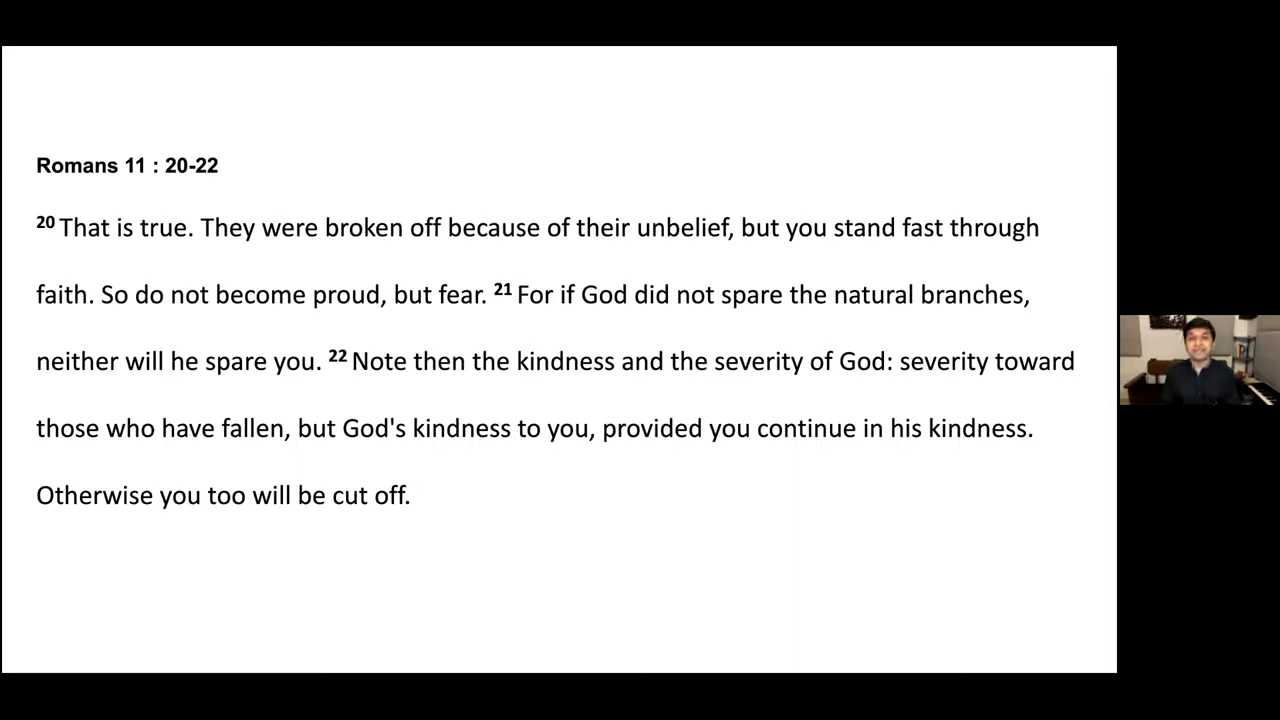 Romans 11 : 20-22
20 That is true. They were broken off because of their unbelief, but you stand fast through
faith. So do not become proud, but fear. 21 For if God did not spare the natural branches,
neither will he spare you. 22 Note then the kindness and the severity of God: severity toward
those who have fallen, but God's kindness to you, provided you continue in his kindness.
Otherwise you too will be cut off.